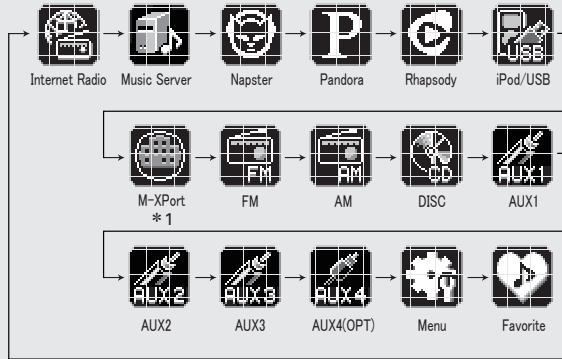 P
USB
Internet Radio Music Server Napster Pandora Rhapsody iPod/USB
FM AM CD AUX1
M-XPort FM AM DISC AUX1
*1
AUX2 AUX3 AUX4
AUX2 AUX3 AUX4(OPT) Menu Favorite